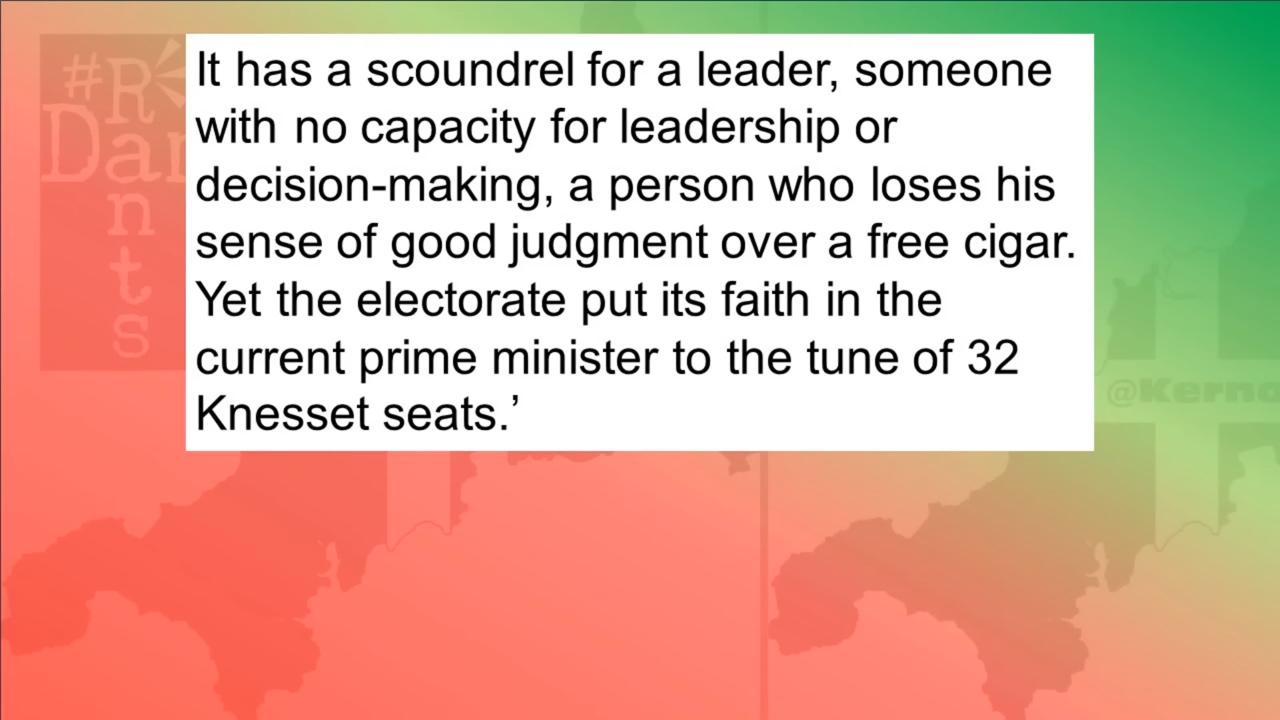 It has a scoundrel for a leader, someone
with no capacity for leadership or
decision-making, a person who loses his
sense of good judgment over a free cigar.
Yet the electorate put its faith in the
current prime minister to the tune of 32
Knesset seats.’
#R
Dar
n
t
s
@Kerno